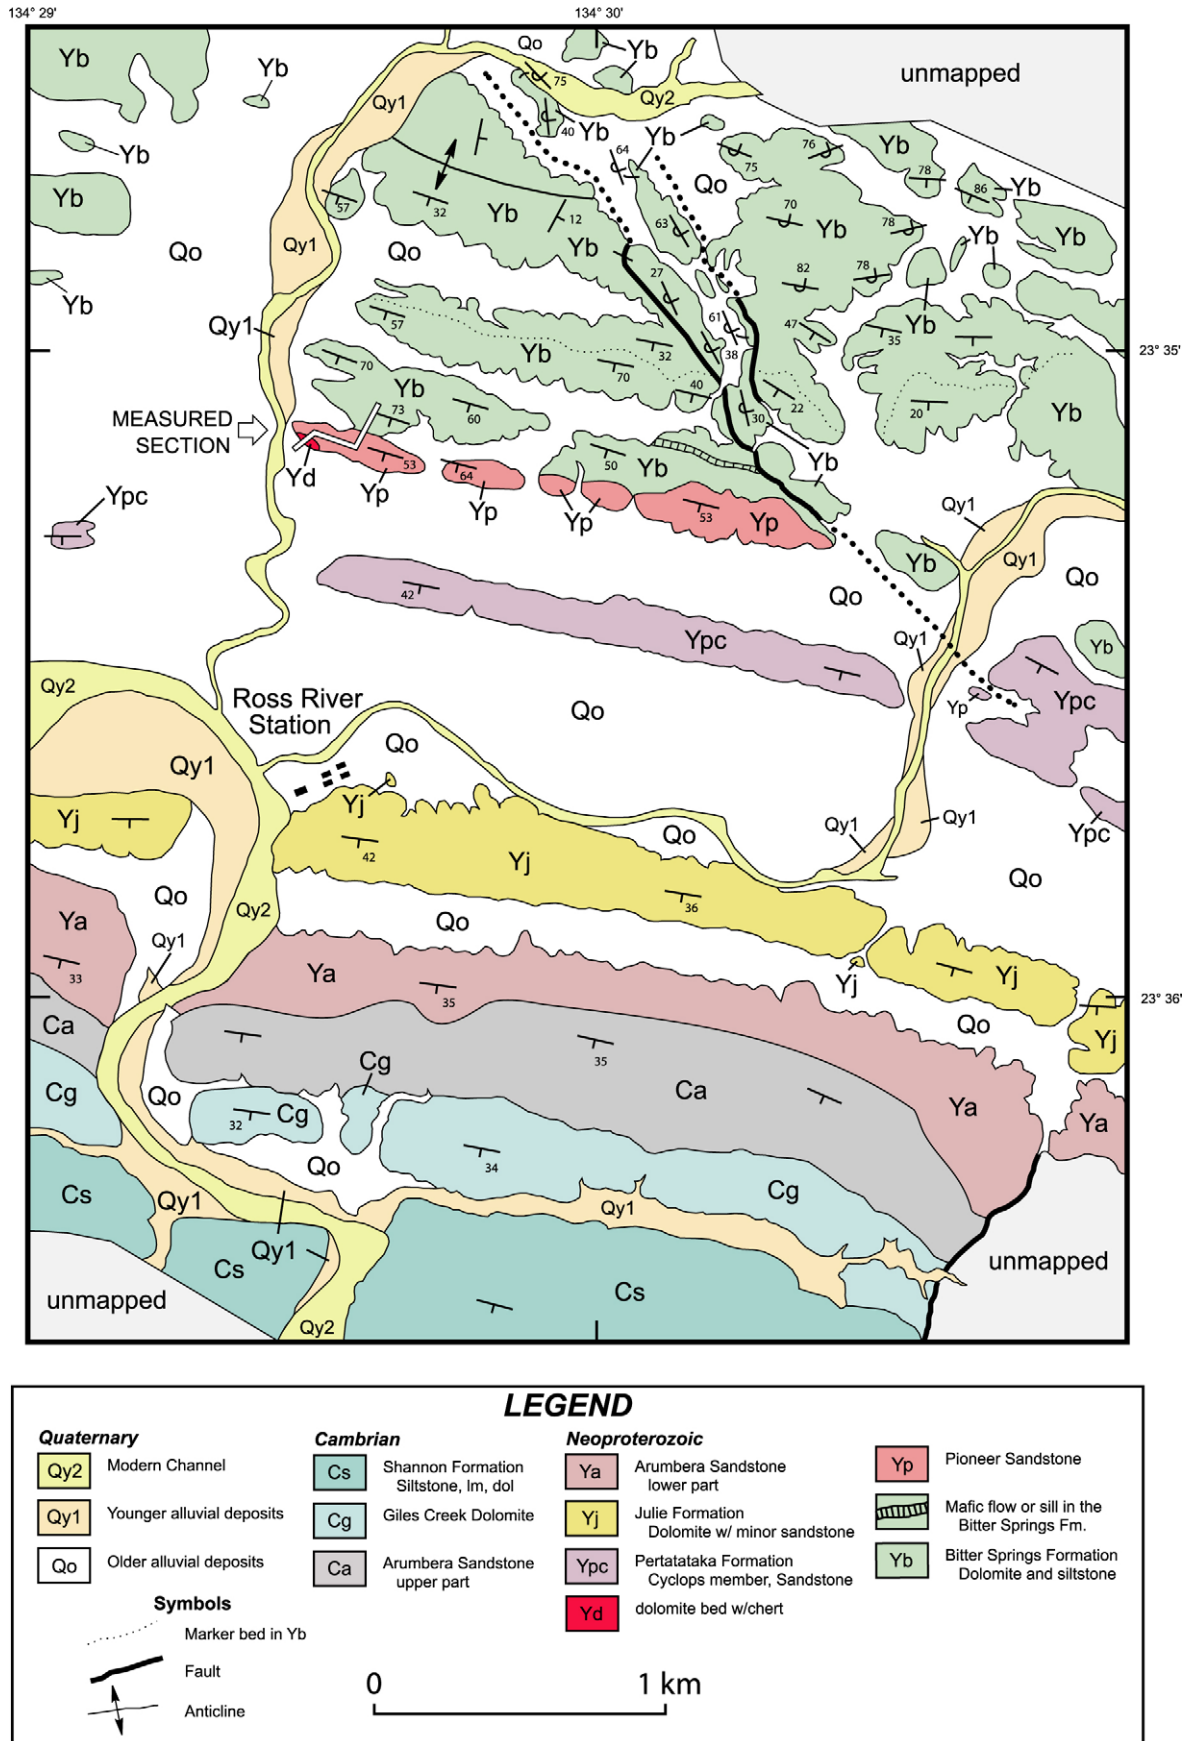 134° 29'
134° 30'
Yb
Yb
Qo
Yb
unmapped
Qy1
75
Qy2
40
Yb
Yb
Yb
64
76
Yb
75
78
86
Yb
Yb
57
32
Yb
12
Qo
63
70
Yb
78
Yb
Yb
Qo
Qy1
Qo
Yb
27
82
78
Yb
Qy1
57
61
47
35
Yb
Yb
32
38
23° 35'
70
Yb
70
40
22
20
Yb
MEASURED
SECTION
73
60
30
Yd
53
Yp
64
Yp
50
Yb
Yb
Ypc
Yp
53
Yp
Qy1
Yb
Qy1
Qo
42
Qo
Ypc
Qy1
Yb
Qy2
Ross River
Station
Qo
Yp
Ypc
Qy1
Qo
Yj
Yj
42
Yj
Qo
Qy1
Qy1
Ypc
Qo
Qo
Ya
Qy2
Qo
36
Qy1
33
Ya
35
Yj
Yj
23° 36'
Qo
Ca
Yj
35
Cg
Cg
Qo
Ca
Ya
Ya
32
Cg
Qo
34
Cg
Cs
Qy1
Qy1
Qy1
Cs
unmapped
unmapped
Cs
Qy2
LEGEND
Quaternary
Qy2 Modern Channel
Qy1 Younger alluvial deposits
Qo Older alluvial deposits
Symbols
Marker bed in Yb
Fault
Anticline
Cambrian
Cs Shannon Formation
Siltstone, lm, dol
Cg Giles Creek Dolomite
Ca Arumbera Sandstone
upper part
Neoproterozoic
Ya Arumbera Sandstone
lower part
Yj Julie Formation
Dolomite w/ minor sandstone
Ypc Pertatataka Formation
Cyclops member, Sandstone
Yd dolomite bed w/chert
Yp Pioneer Sandstone
Mafic flow or sill in the
Bitter Springs Fm.
Yb Bitter Springs Formation
Dolomite and siltstone
0 1 km